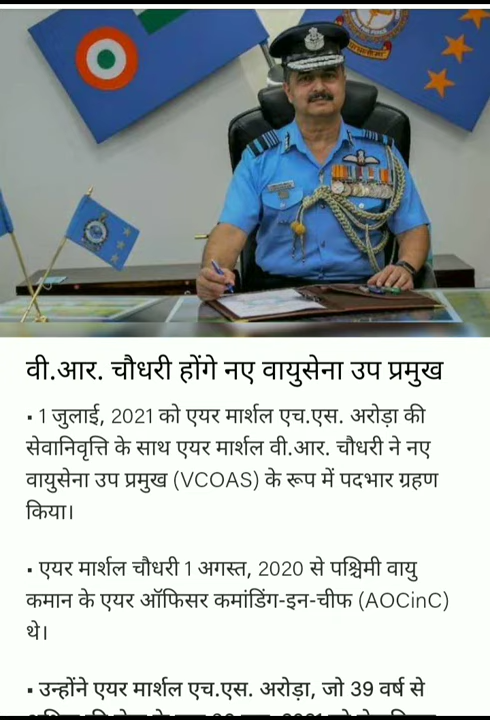 वी.आर. चौधरी होंगे नए वायुसेना उप प्रमुख
▪ 1 जुलाई, 2021 को एयर मार्शल एच.एस. अरोड़ा की
सेवानिवृत्ति के साथ एयर मार्शल वी.आर. चौधरी ने नए
वायुसेना उप प्रमुख (VCOAS) के रूप में पदभार ग्रहण
किया।
▪ एयर मार्शल चौधरी 1 अगस्त, 2020 से पश्चिमी वायु
कमान के एयर ऑफिसर कमांडिंग-इन-चीफ (AOCinC)
थे।
▪ उन्होंने एयर मार्शल एच.एस. अरोड़ा, जो 39 वर्ष से